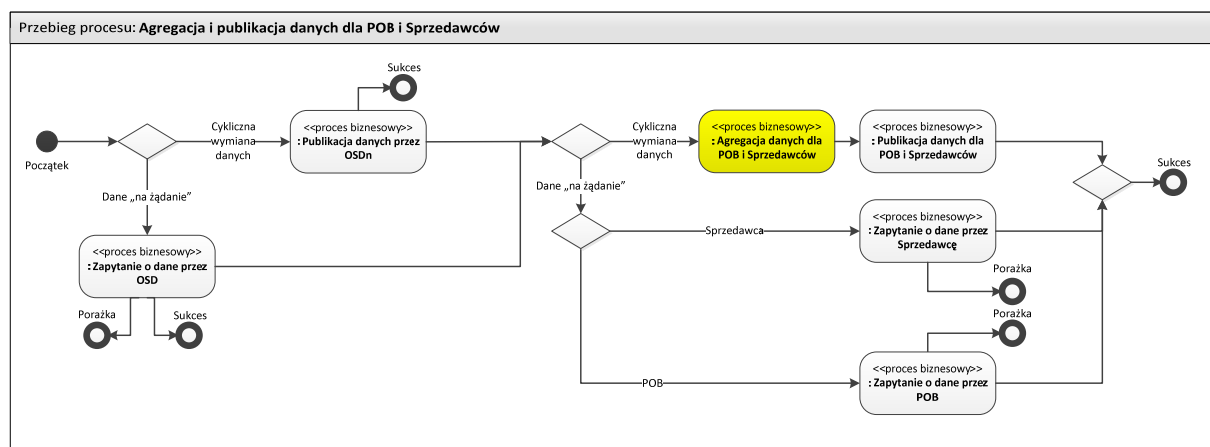 Przebieg procesu: Agregacja i publikacja danych dla POB i Sprzedawców
Początek
Cykliczna
wymiana
danych
Dane „na żądanie”
<<proces biznesowy>>
: Publikacja danych przez
OSDn
Sukces
<<proces biznesowy>>
: Zapytanie o dane przez
OSD
Porażka
Sukces
Cykliczna
wymiana
danych
Dane „na żądanie”
<<proces biznesowy>>
: Agregacja danych dla
POB i Sprzedawców
<<proces biznesowy>>
: Publikacja danych dla
POB i Sprzedawców
Sukces
Sprzedawca
<<proces biznesowy>>
: Zapytanie o dane przez
Sprzedawcę
Porażka
Porażka
POB
<<proces biznesowy>>
: Zapytanie o dane przez
POB